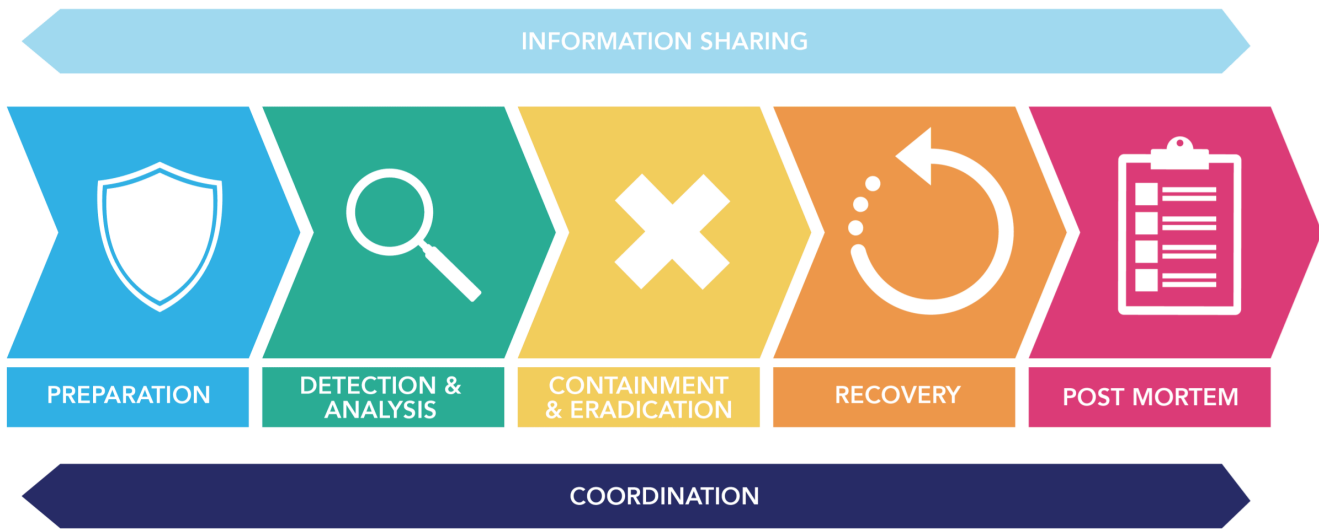 INFORMATION SHARING
PREPARATION
DETECTION &
ANALYSIS
CONTAINMENT
& ERADICATION
RECOVERY
POST MORTEM
COORDINATION